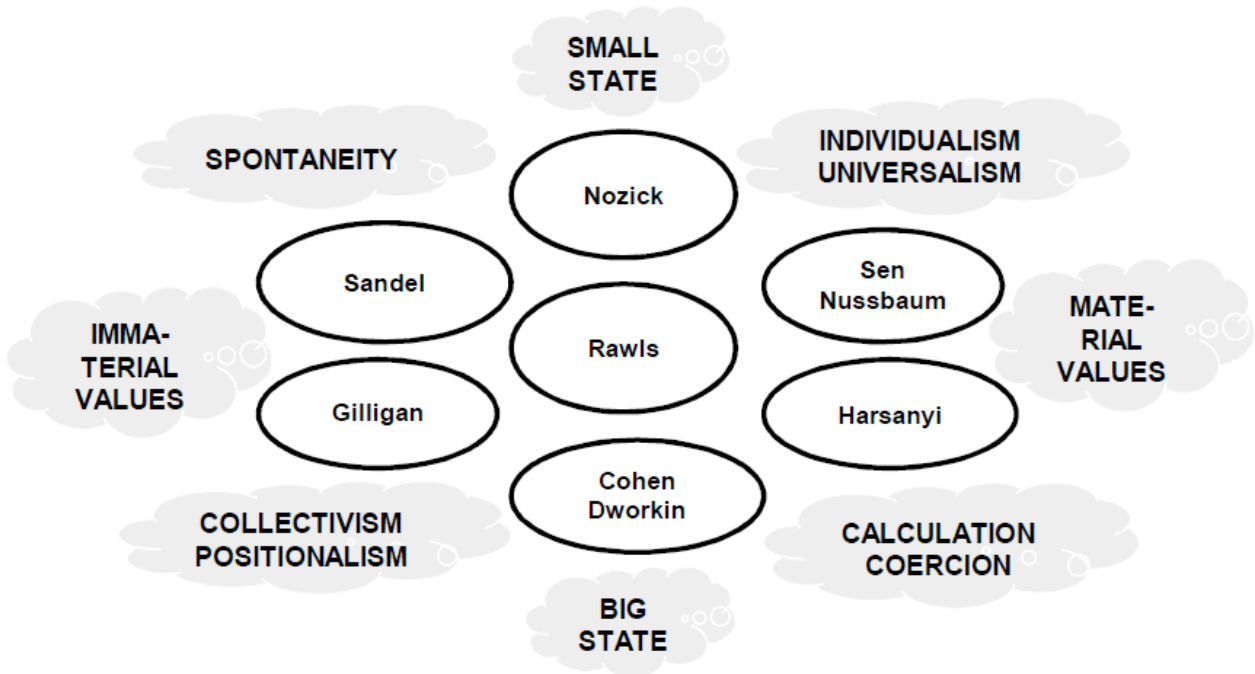 SMALL
STATE
SPONTANEITY
INDIVIDUALISM
UNIVERSALISM
Nozick
Sandel
Sen
Nussbaum
IMMA-
TERIAL
VALUES
Rawls
MATE-
RIAL
VALUES
Gilligan
Harsanyi
Cohen
Dworkin
COLLECTIVISM
POSITIONALISM
CALCULATION
COERCION
BIG
STATE